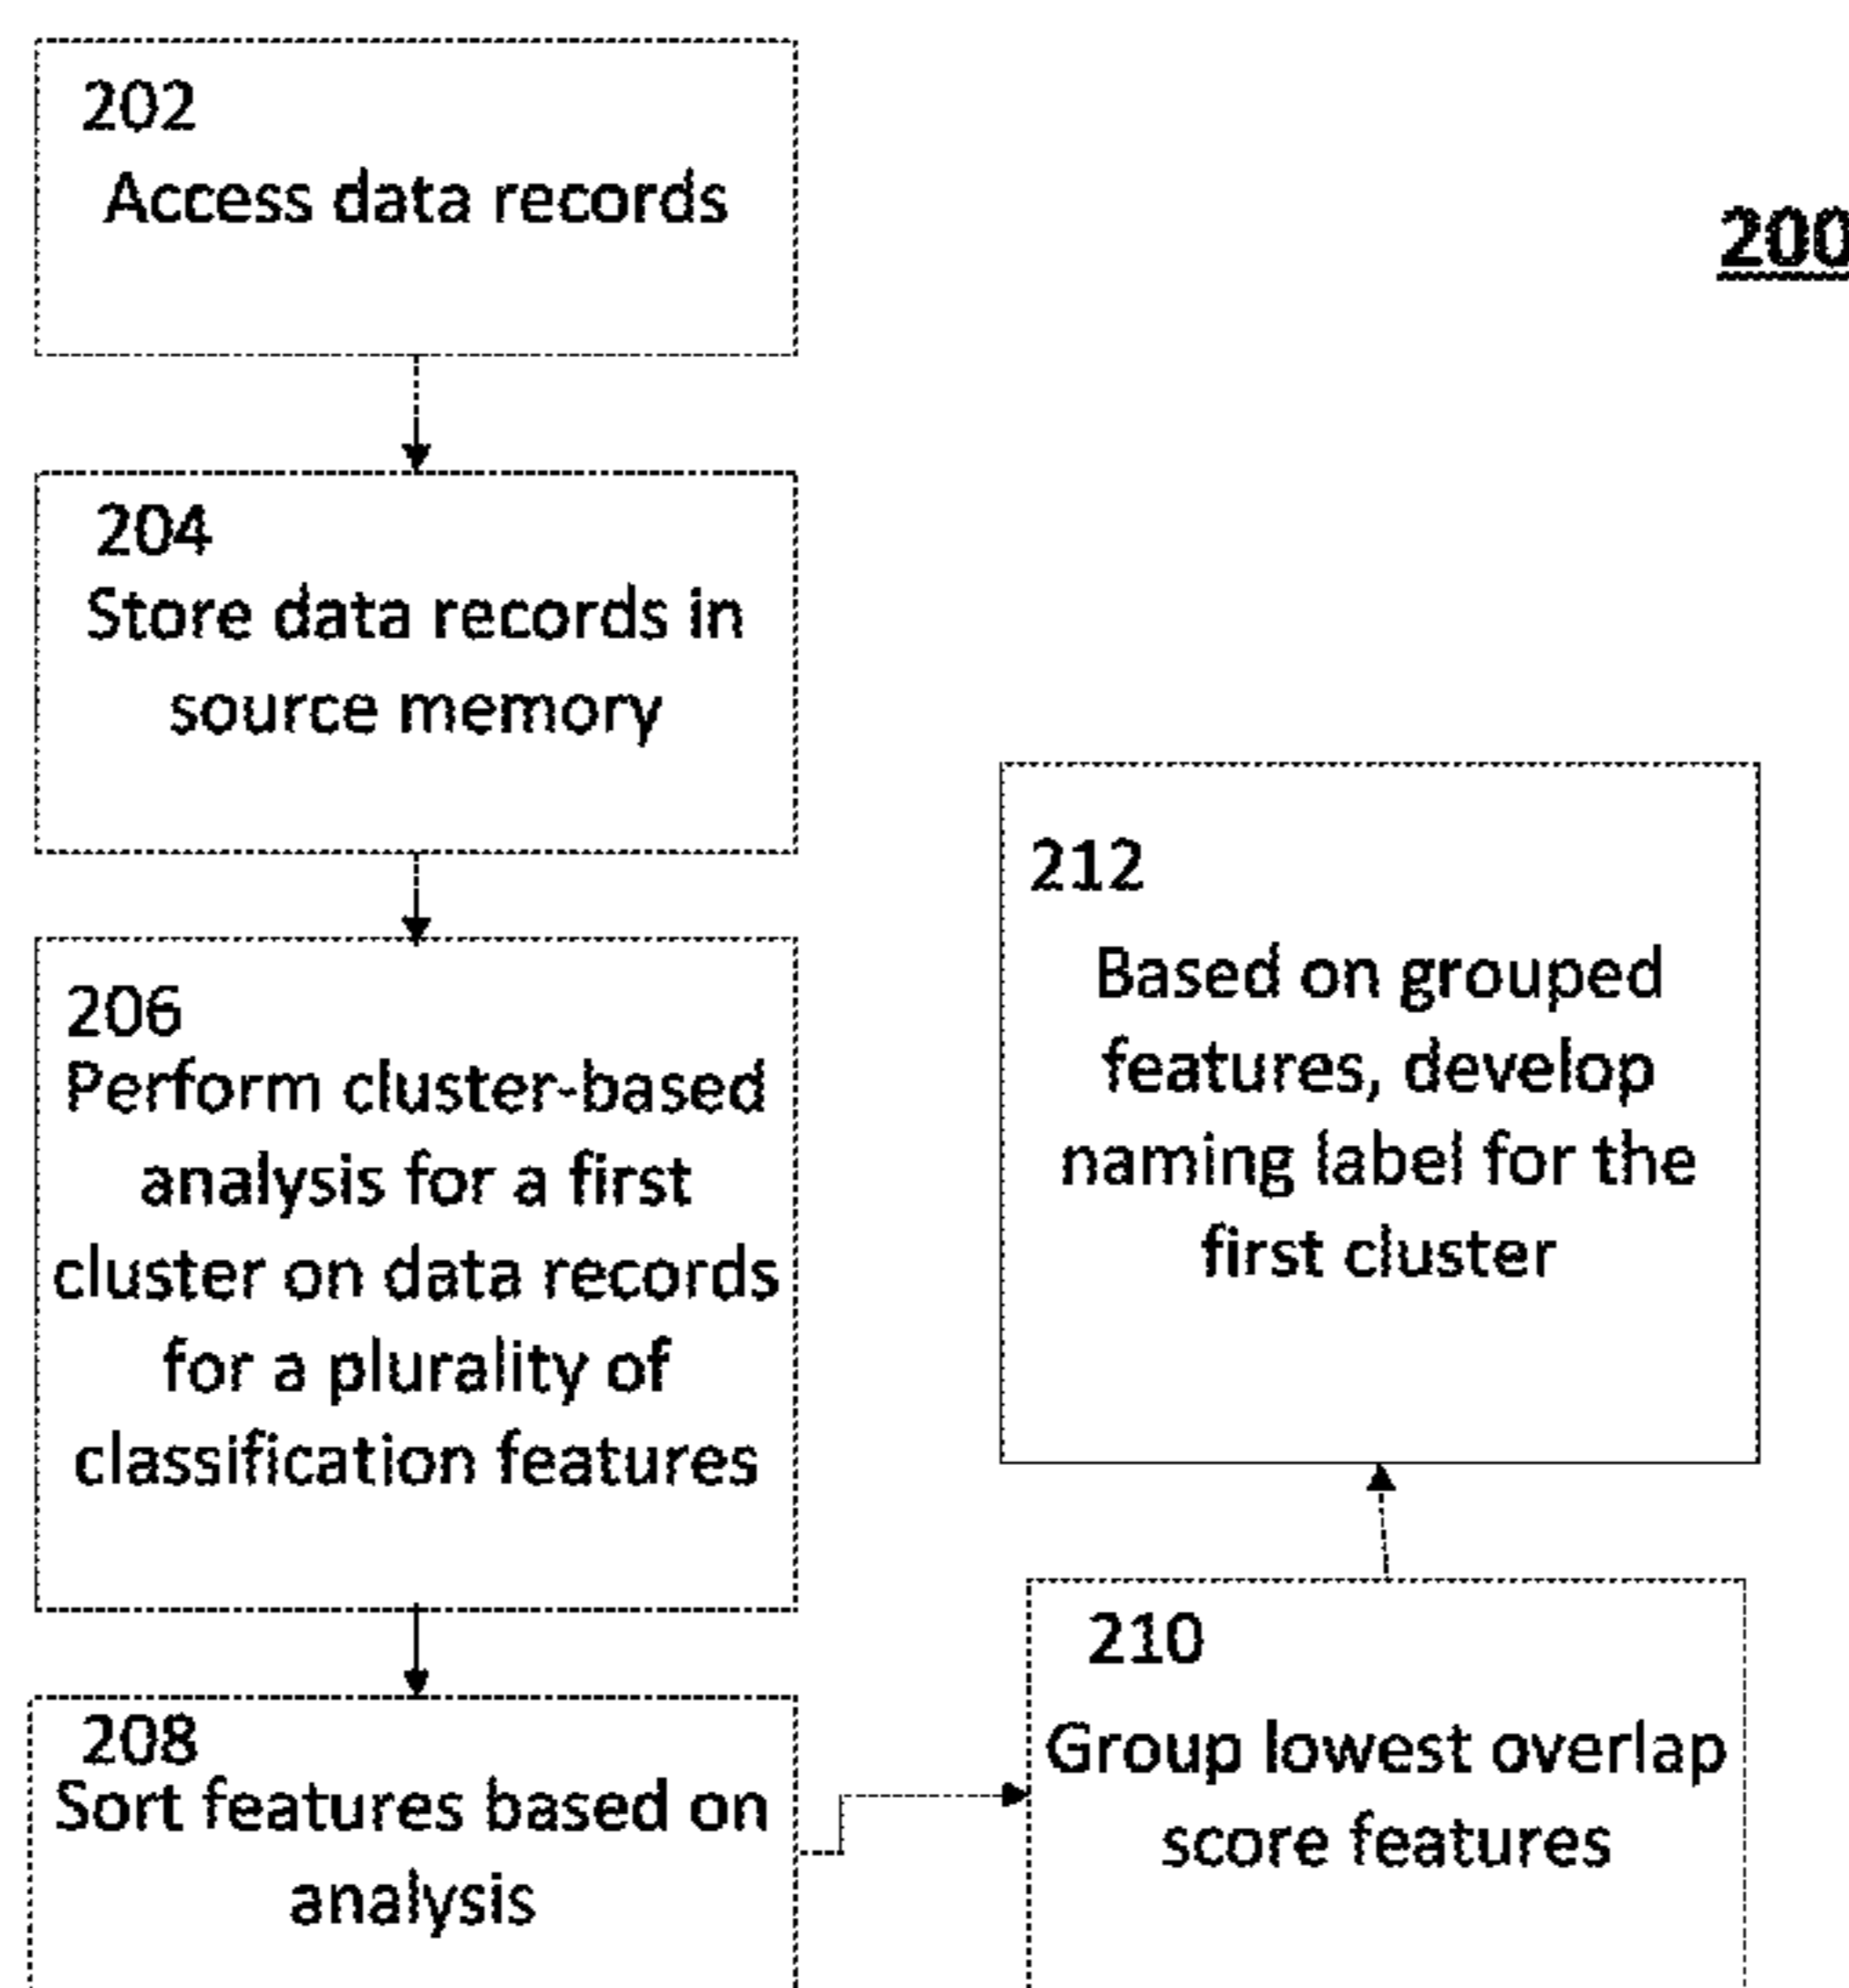 202
Access data records
200
204
Store data records in
source memory
206
Perform cluster-based
analysis for a first
cluster on data records
for a plurality of
classification features
208
Sort features based on
analysis
210
Group lowest overlap
score features
212
Based on grouped
features, develop
naming label for the
first cluster